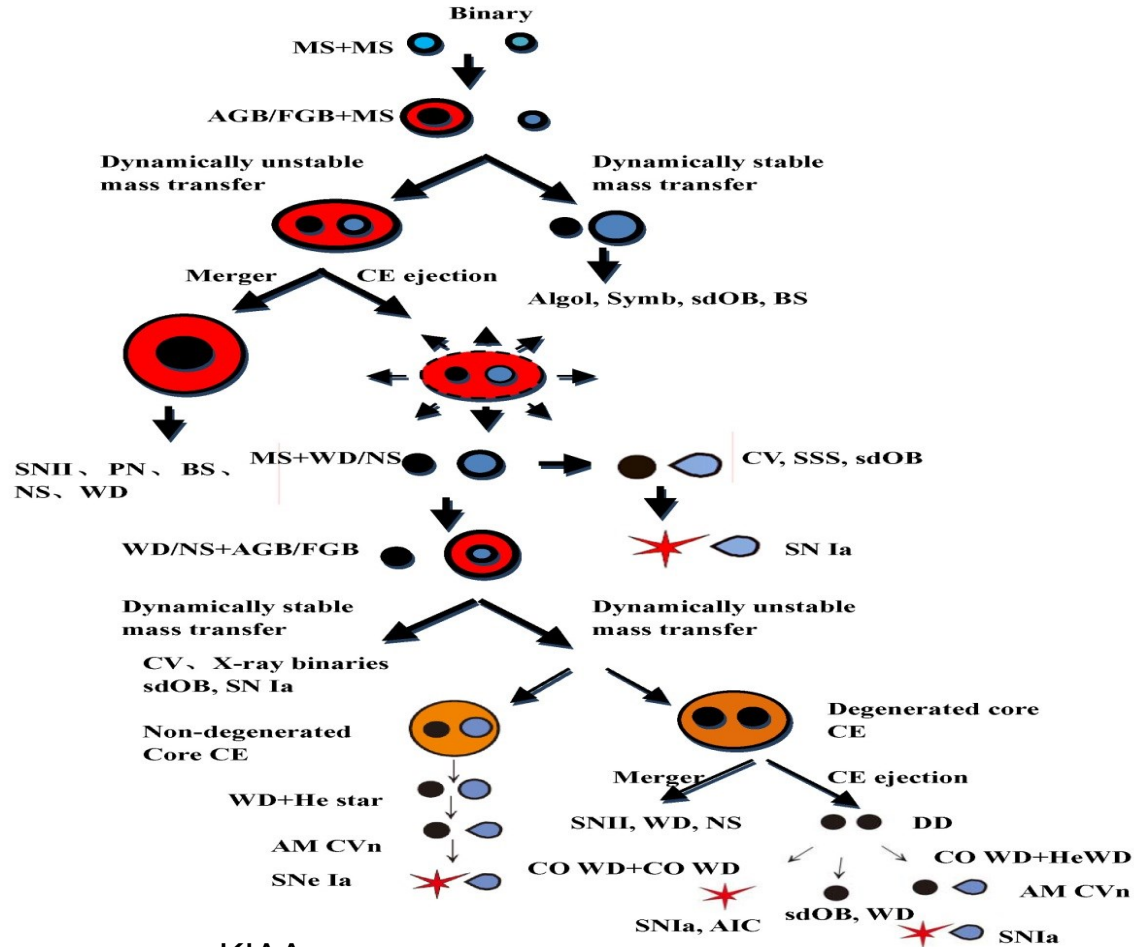 Binary
MS+MS
AGB/FGB+MS
Dynamically unstable
mass transfer
Dynamically stable
mass transfer
Merger
CE ejection
Algol, Symb, sdOB, BS
SNII、PN、BS、
NS、WD
MS+WD/NS
CV, SSS, sdOB
WD/NS+AGB/FGB
SN Ia
Dynamically stable
mass transfer
Dynamically unstable
mass transfer
CV、X-ray binaries
sdOB, SN Ia
Non-degenerated
Core CE
Degenerated core
CE
Merger
CE ejection
WD+He star
SNII, WD, NS
DD
AM CVn
CO WD+CO WD
CO WD+HeWD
SNe Ia
AM CVn
SNIa, AIC
sdOB, WD
SNIa